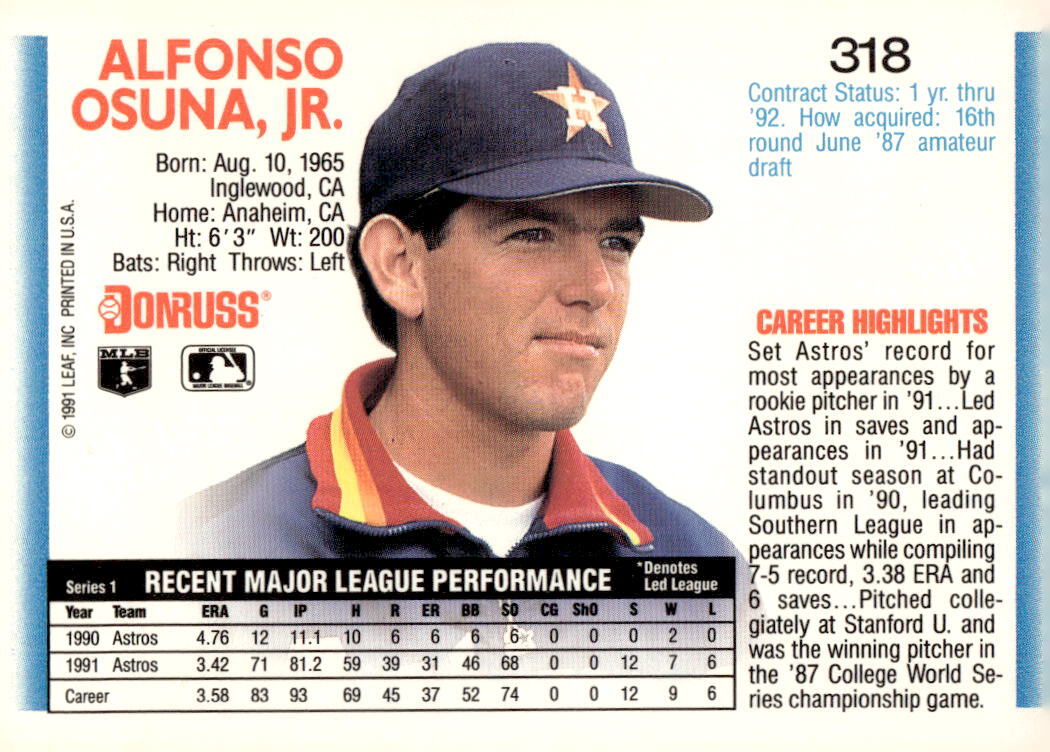 ALFONSO
OSUNA, JR.
Born: Aug. 10, 1965
Inglewood, CA
Home: Anaheim, CA
Ht: 6'3" Wt: 200
Bats: Right Throws: Left
DONRUSS®
MLB
OFFICIAL LICENSEE
MAJOR LEAGUE BASEBALL
© 1991 LEAF, INC PRINTED IN U.S.A.
H
318
Contract Status: 1 yr. thru
'92. How acquired: 16th
round June '87 amateur
draft
CAREER HIGHLIGHTS
Set Astros' record for
most appearances by a
rookie pitcher in '91...Led
Astros in saves and ap-
pearances in '91...Had
standout season at Co-
lumbus in '90, leading
Southern League in ap-
pearances while compiling
7-5 record, 3.38 ERA and
6 saves...Pitched colle-
giately at Stanford U. and
was the winning pitcher in
the '87 College World Se-
ries championship game.
Series 1 RECENT MAJOR LEAGUE PERFORMANCE *Denotes
Led League
Year Team ERA G IP H R ER BB SO CG ShO S W L
1990 Astros 4.76 12 11.1 10 6 6 6 6 0 0 0 2 0
1991 Astros 3.42 71 81.2 59 39 31 46 68 0 0 12 7 6
Career 3.58 83 93 69 45 37 52 74 0 0 12 9 6